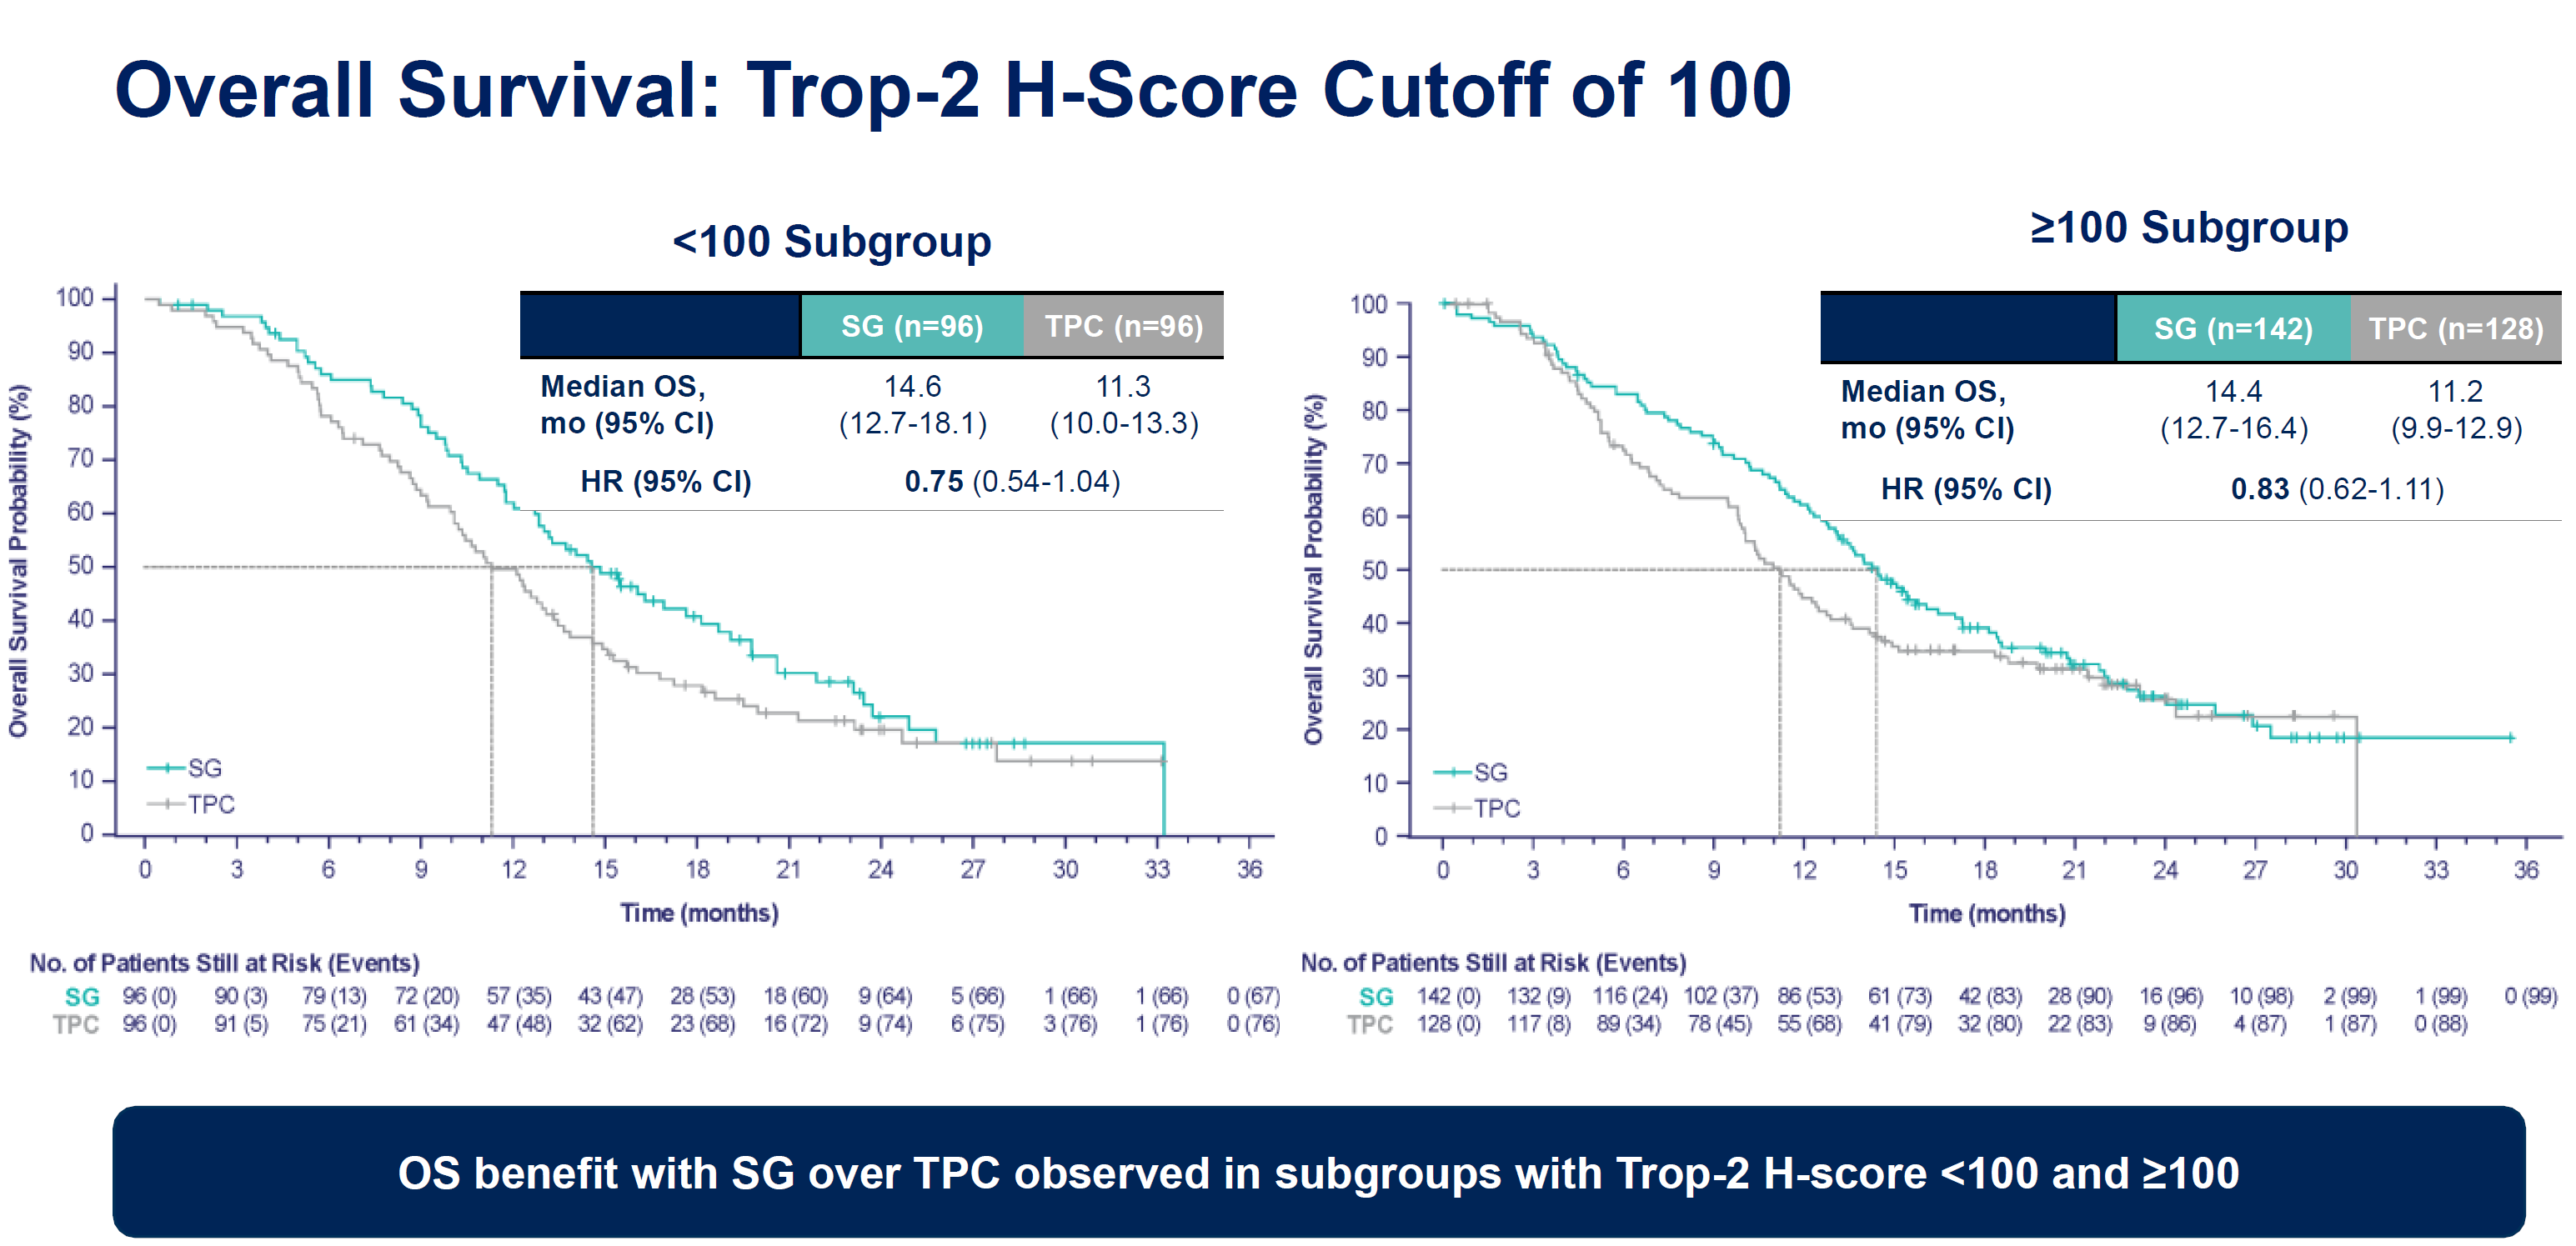 Overall Survival: Trop-2 H-Score Cutoff of 100
<100 Subgroup
SG (n=96) TPC (n=96)
Median OS, mo (95% CI) 14.6 (12.7-18.1) 11.3 (10.0-13.3)
HR (95% CI) 0.75 (0.54-1.04)
Overall Survival Probability (%)
100
90
80
70
60
50
40
30
20
10
0
SG
TPC
0 3 6 9 12 15 18 21 24 27 30 33 36
Time (months)
No. of Patients Still at Risk (Events)
SG 96 (0) 90 (3) 79 (13) 72 (20) 57 (35) 43 (47) 28 (53) 18 (60) 9 (64) 5 (66) 1 (66) 1 (66) 0 (67)
TPC 96 (0) 91 (5) 75 (21) 61 (34) 47 (48) 32 (62) 23 (68) 16 (72) 9 (74) 6 (75) 3 (76) 1 (76) 0 (76)
≥100 Subgroup
SG (n=142) TPC (n=128)
Median OS, mo (95% CI) 14.4 (12.7-16.4) 11.2 (9.9-12.9)
HR (95% CI) 0.83 (0.62-1.11)
Overall Survival Probability (%)
100
90
80
70
60
50
40
30
20
10
0
SG
TPC
0 3 6 9 12 15 18 21 24 27 30 33 36
Time (months)
No. of Patients Still at Risk (Events)
SG 142 (0) 132 (9) 116 (24) 102 (37) 86 (53) 61 (73) 42 (83) 28 (90) 16 (96) 10 (98) 2 (99) 1 (99) 0 (99)
TPC 128 (0) 117 (8) 89 (34) 78 (45) 55 (68) 41 (79) 32 (80) 22 (83) 9 (86) 4 (87) 1 (87) 0 (88)
OS benefit with SG over TPC observed in subgroups with Trop-2 H-score <100 and ≥100